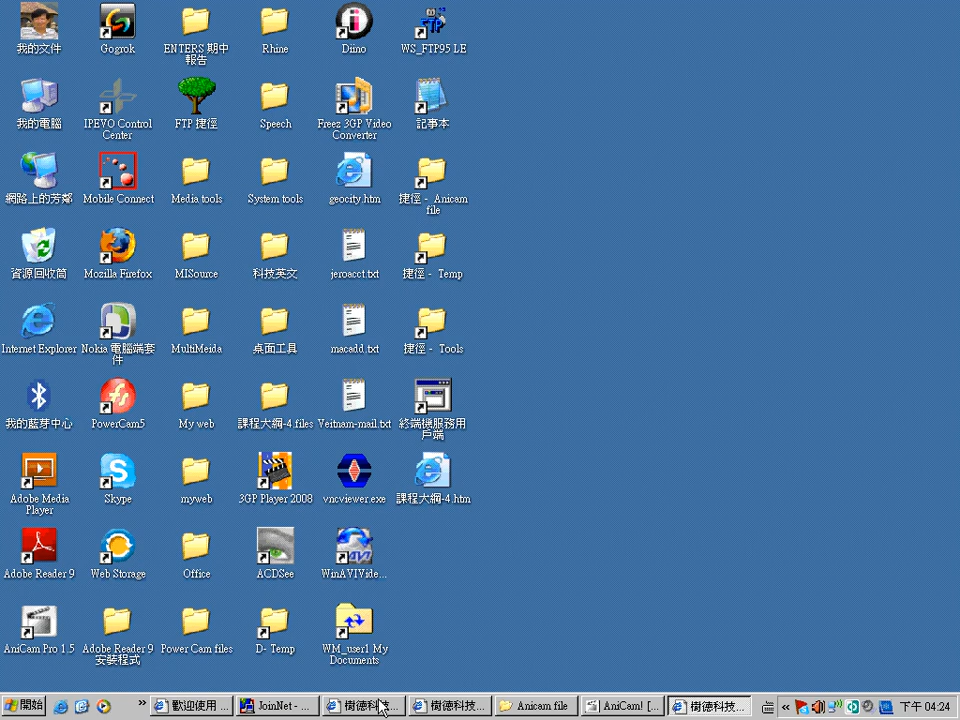 我的文件
Gogrok
ENTERS 期中
報告
Rhine
Diino
WS_FTP95 LE
我的電腦
IPEVO Control
Center
FTP 捷徑
Speech
Freez 3GP Video
Converter
記事本
網路上的芳鄰
Mobile Connect
Media tools
System tools
geocity.htm
捷徑 - Anicam
file
資源回收筒
Mozilla Firefox
MISource
科技英文
jeroacct.txt
捷徑 - Temp
Internet Explorer
Nokia 電腦端套
件
MultiMeida
桌面工具
macadd.txt
捷徑 - Tools
我的藍芽中心
PowerCam5
My web
課程大綱-4.files
Veitnam-mail.txt
終端機服務用
戶端
Adobe Media
Player
Skype
myweb
3GP Player 2008
vncviewer.exe
課程大綱-4.htm
Adobe Reader 9
Web Storage
Office
ACDSee
WinAVIVide...
AniCam Pro 1.5
Adobe Reader 9
安裝程式
Power Cam files
D- Temp
WM_user1 My
Documents
開始
歡迎使用 ...
JoinNet - ...
樹德科技...
樹德科技...
Anicam file
AniCam! [...
樹德科技...
下午 04:24